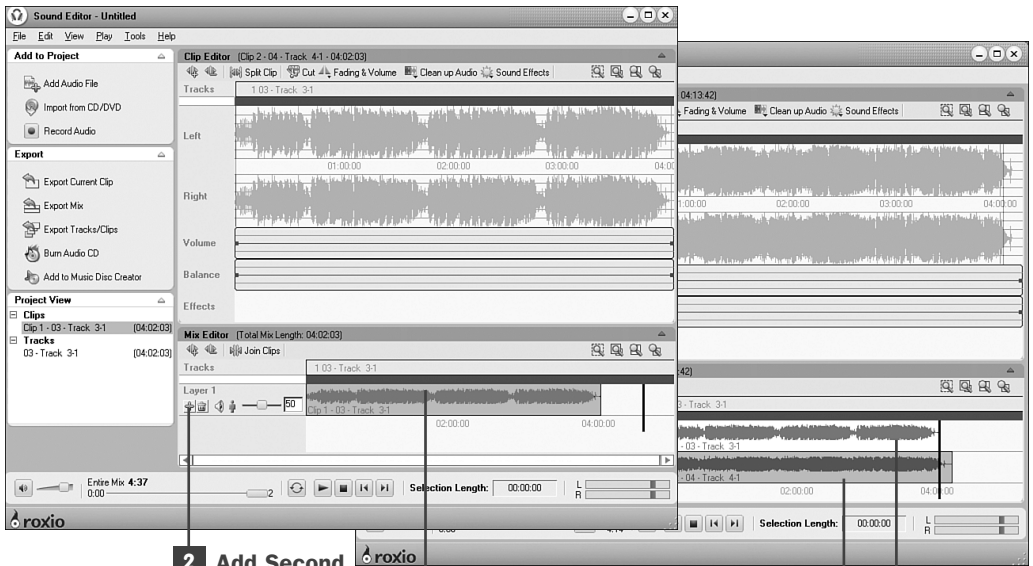 Sound Editor - Untitled
File Edit View Play Tools Help
Add to Project
Add Audio File
Import from CD/DVD
Record Audio
Export
Export Current Clip
Export Mix
Export Tracks/Clips
Burn Audio CD
Add to Music Disc Creator
Project View
Clips
Clip 1 - 03 - Track 3-1 (04:02:03)
Tracks
03 - Track 3-1 (04:02:03)
Clip Editor (Clip 2 - 04 - Track 4-1 - 04:02:03)
Split Clip Cut Fading & Volume Clean up Audio Sound Effects
Tracks 1 03 - Track 3-1
Left
01:00:00 02:00:00 03:00:00 04:00
Right
Volume
Balance
Effects
Mix Editor (Total Mix Length: 04:02:03)
Join Clips
Tracks 1 03 - Track 3-1
Layer 1
50
Clip 1 - 03 - Track 3-1
02:00:00 04:00:00
Entire Mix 4:37
0:00 2
Selection Length: 00:00:00 L
R
roxio
04:13:42)
Fading & Volume Clean up Audio Sound Effects
1:00:00 02:00:00 03:00:00 04:00:00
:42)
3 - Track 3-1
- 03 - Track 3-1
- 04 - Track 4-1
02:00:00 04:00:00
Selection Length: 00:00:00 L
R
roxio
2 Add Second